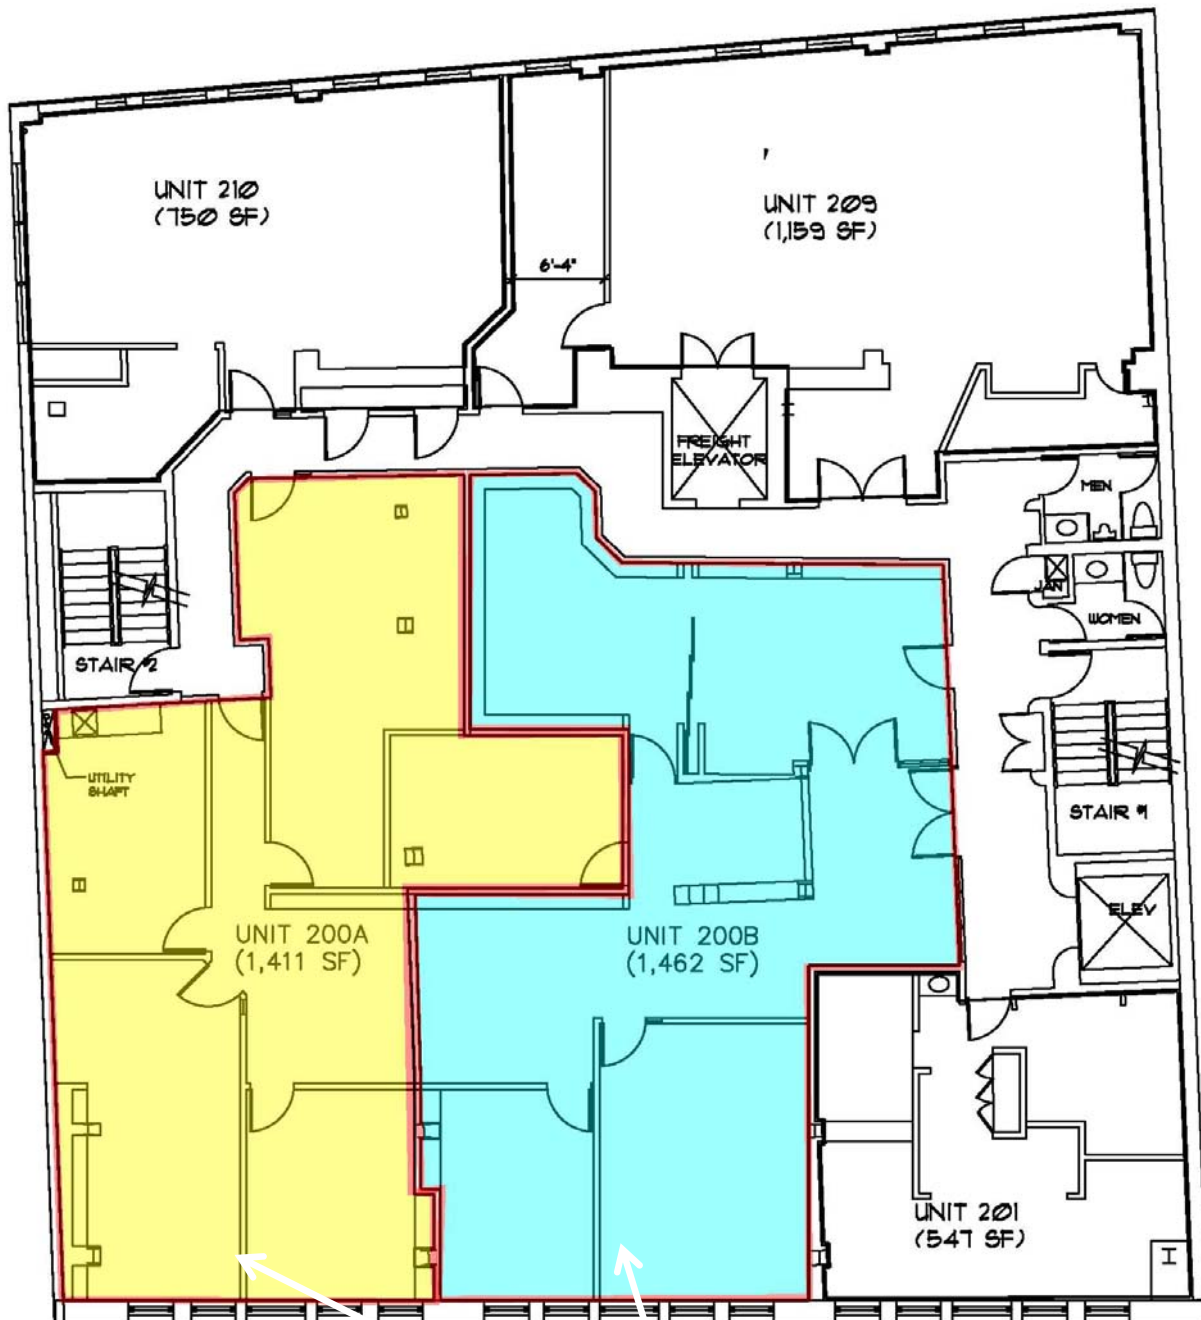 UNIT 210
(750 SF)
UNIT 209
(1,159 SF)
6'-4"
FREIGHT
ELEVATOR
MEN
JAN
WOMEN
STAIR #2
UTILITY
SHAFT
STAIR #1
ELEV
UNIT 200A
(1,411 SF)
UNIT 200B
(1,462 SF)
UNIT 201
(547 SF)